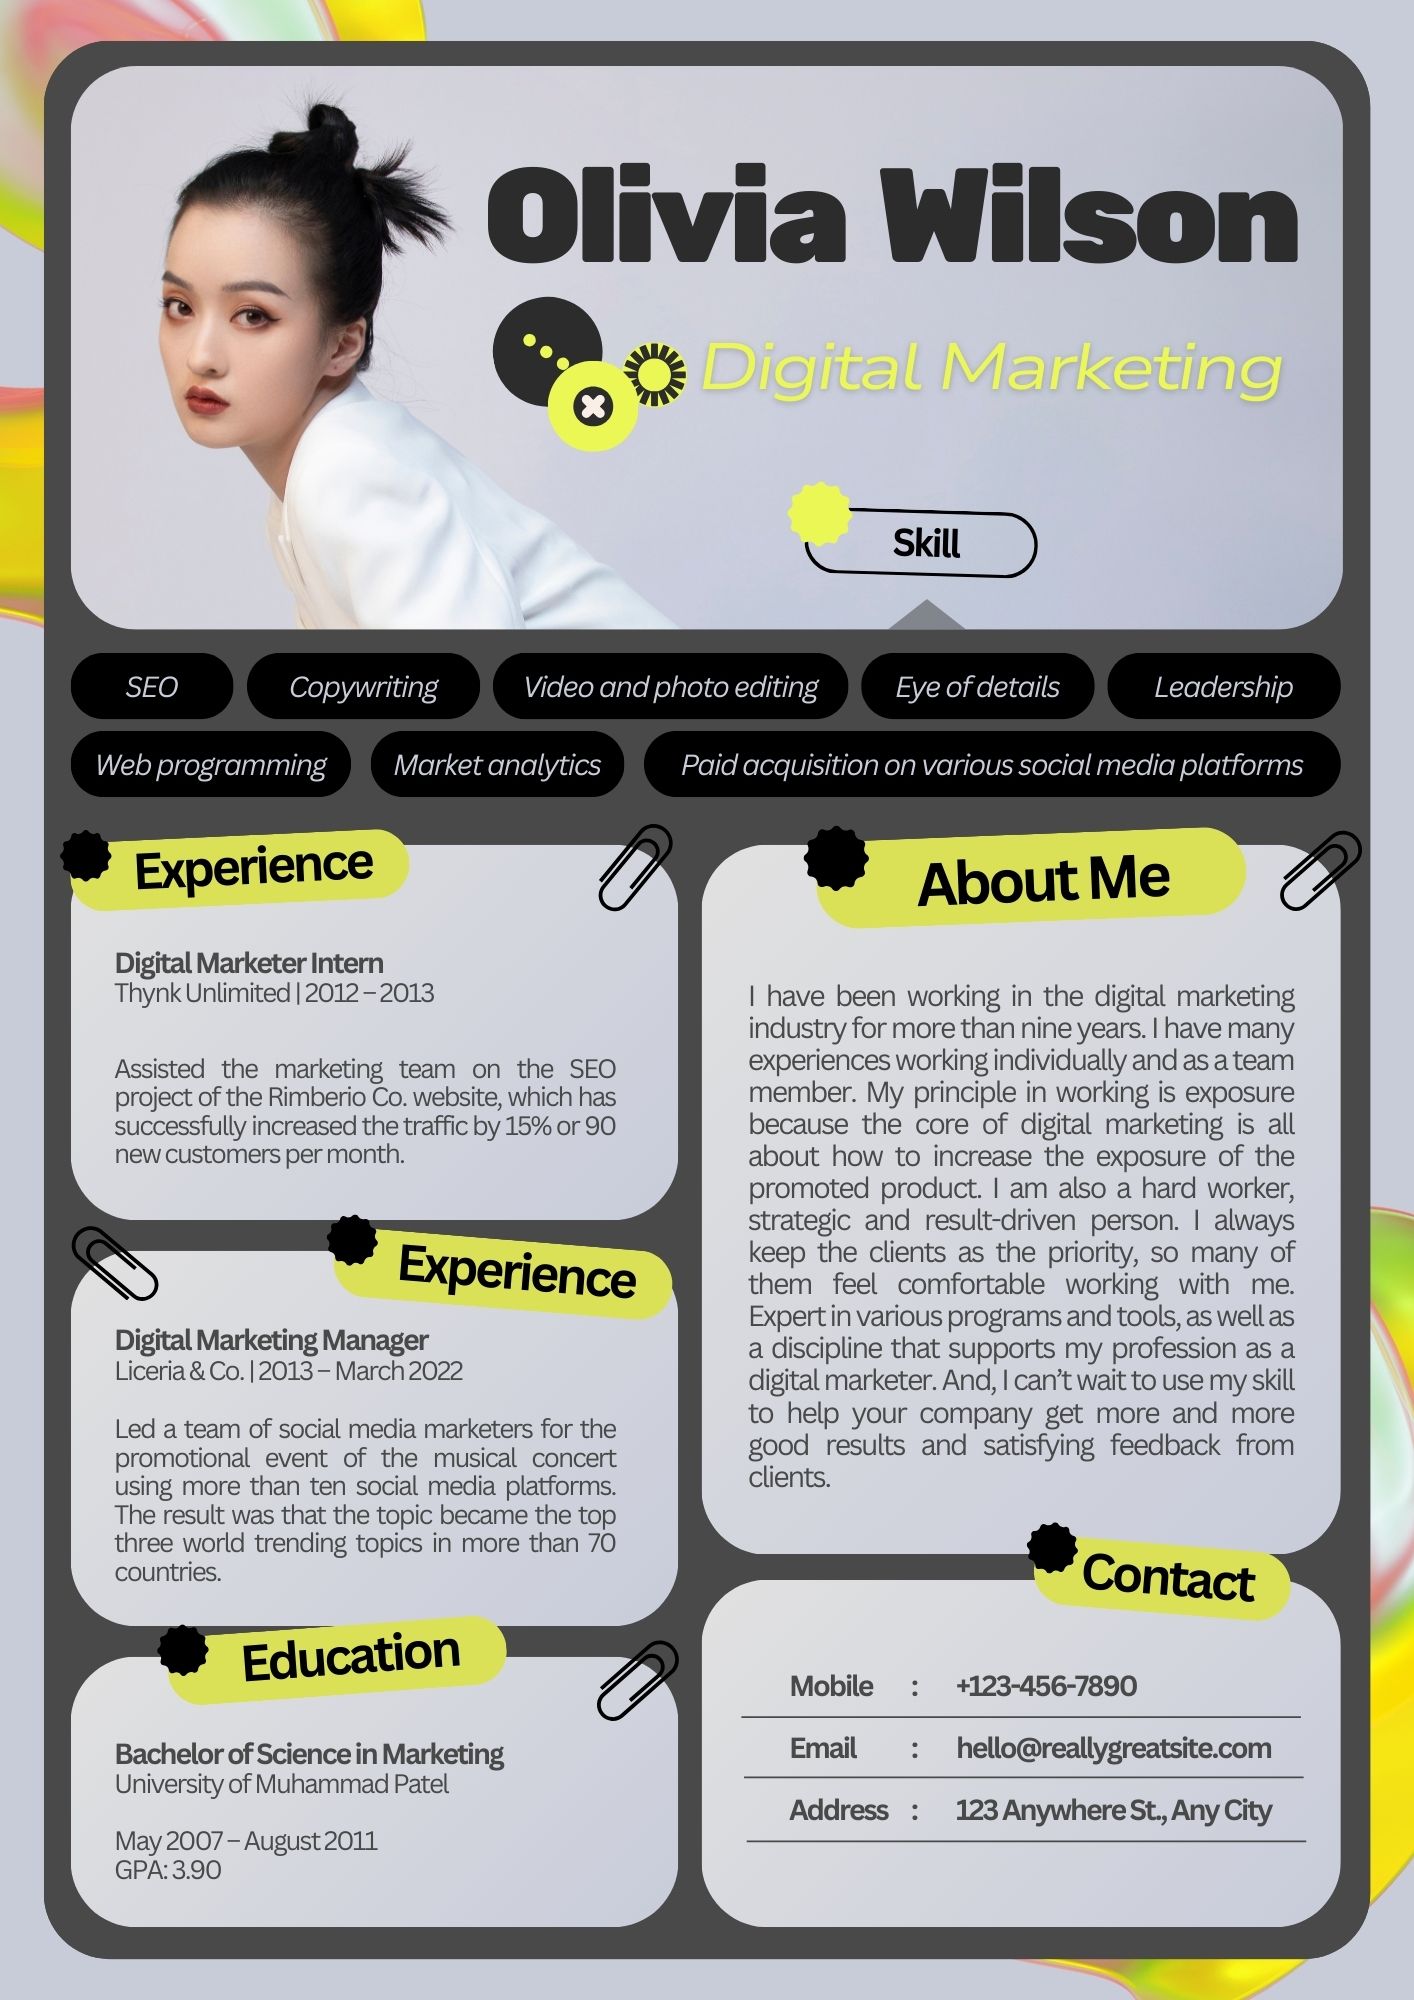 Olivia Wilson
Digital Marketing
Skill
SEO
Copywriting
Video and photo editing
Eye of details
Leadership
Web programming
Market analytics
Paid acquisition on various social media platforms
Experience
Digital Marketer Intern
Thynk Unlimited | 2012 – 2013
Assisted the marketing team on the SEO
project of the Rimberio Co. website, which has
successfully increased the traffic by 15% or 90
new customers per month.
Experience
Digital Marketing Manager
Liceria & Co. | 2013 – March 2022
Led a team of social media marketers for the
promotional event of the musical concert
using more than ten social media platforms.
The result was that the topic became the top
three world trending topics in more than 70
countries.
Education
Bachelor of Science in Marketing
University of Muhammad Patel
May 2007 – August 2011
GPA: 3.90
About Me
I have been working in the digital marketing
industry for more than nine years. I have many
experiences working individually and as a team
member. My principle in working is exposure
because the core of digital marketing is all
about how to increase the exposure of the
promoted product. I am also a hard worker,
strategic and result-driven person. I always
keep the clients as the priority, so many of
them feel comfortable working with me.
Expert in various programs and tools, as well as
a discipline that supports my profession as a
digital marketer. And, I can’t wait to use my skill
to help your company get more and more
good results and satisfying feedback from
clients.
Contact
Mobile : +123-456-7890
Email : hello@reallygreatsite.com
Address : 123 Anywhere St., Any City